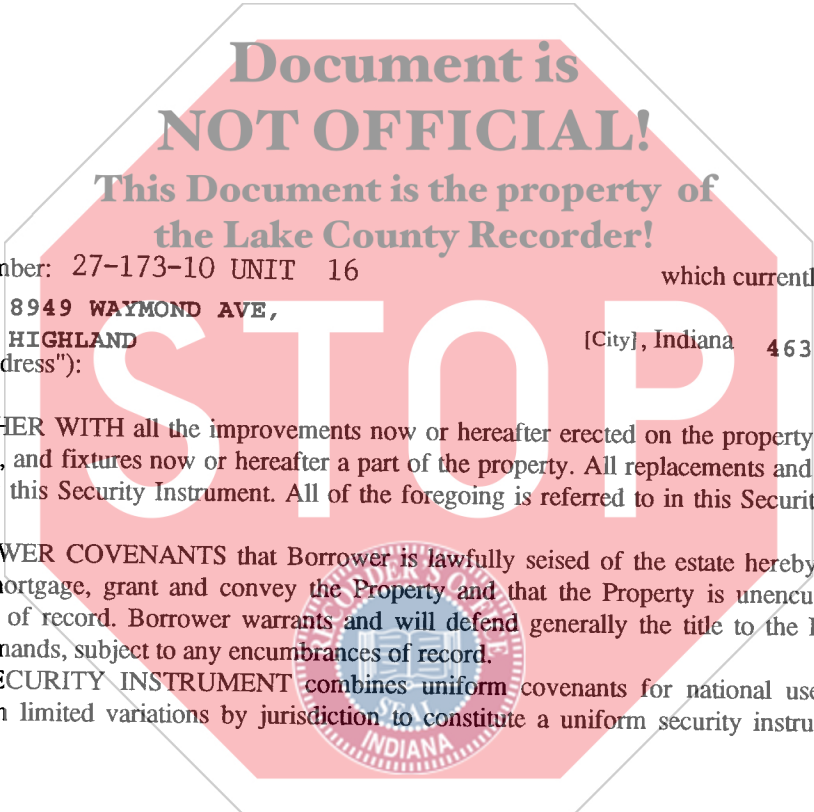 Document is
NOT OFFICIAL!
This Document is the property of
the Lake County Recorder!
nber: 27-173-10 UNIT 16 which currentl
8949 WAYMOND AVE,
HIGHLAND [City], Indiana 463
dress"):
STOP
HER WITH all the improvements now or hereafter erected on the property
, and fixtures now or hereafter a part of the property. All replacements and
this Security Instrument. All of the foregoing is referred to in this Securit
WER COVENANTS that Borrower is lawfully seised of the estate hereby
nortgage, grant and convey the Property and that the Property is unencu
of record. Borrower warrants and will defend generally the title to the
nands, subject to any encumbrances of record.
ECURITY INSTRUMENT combines uniform covenants for national use
limited variations by jurisdiction to constitute a uniform security instru
RECORDER'S OFFICE
SEAL
INDIANA